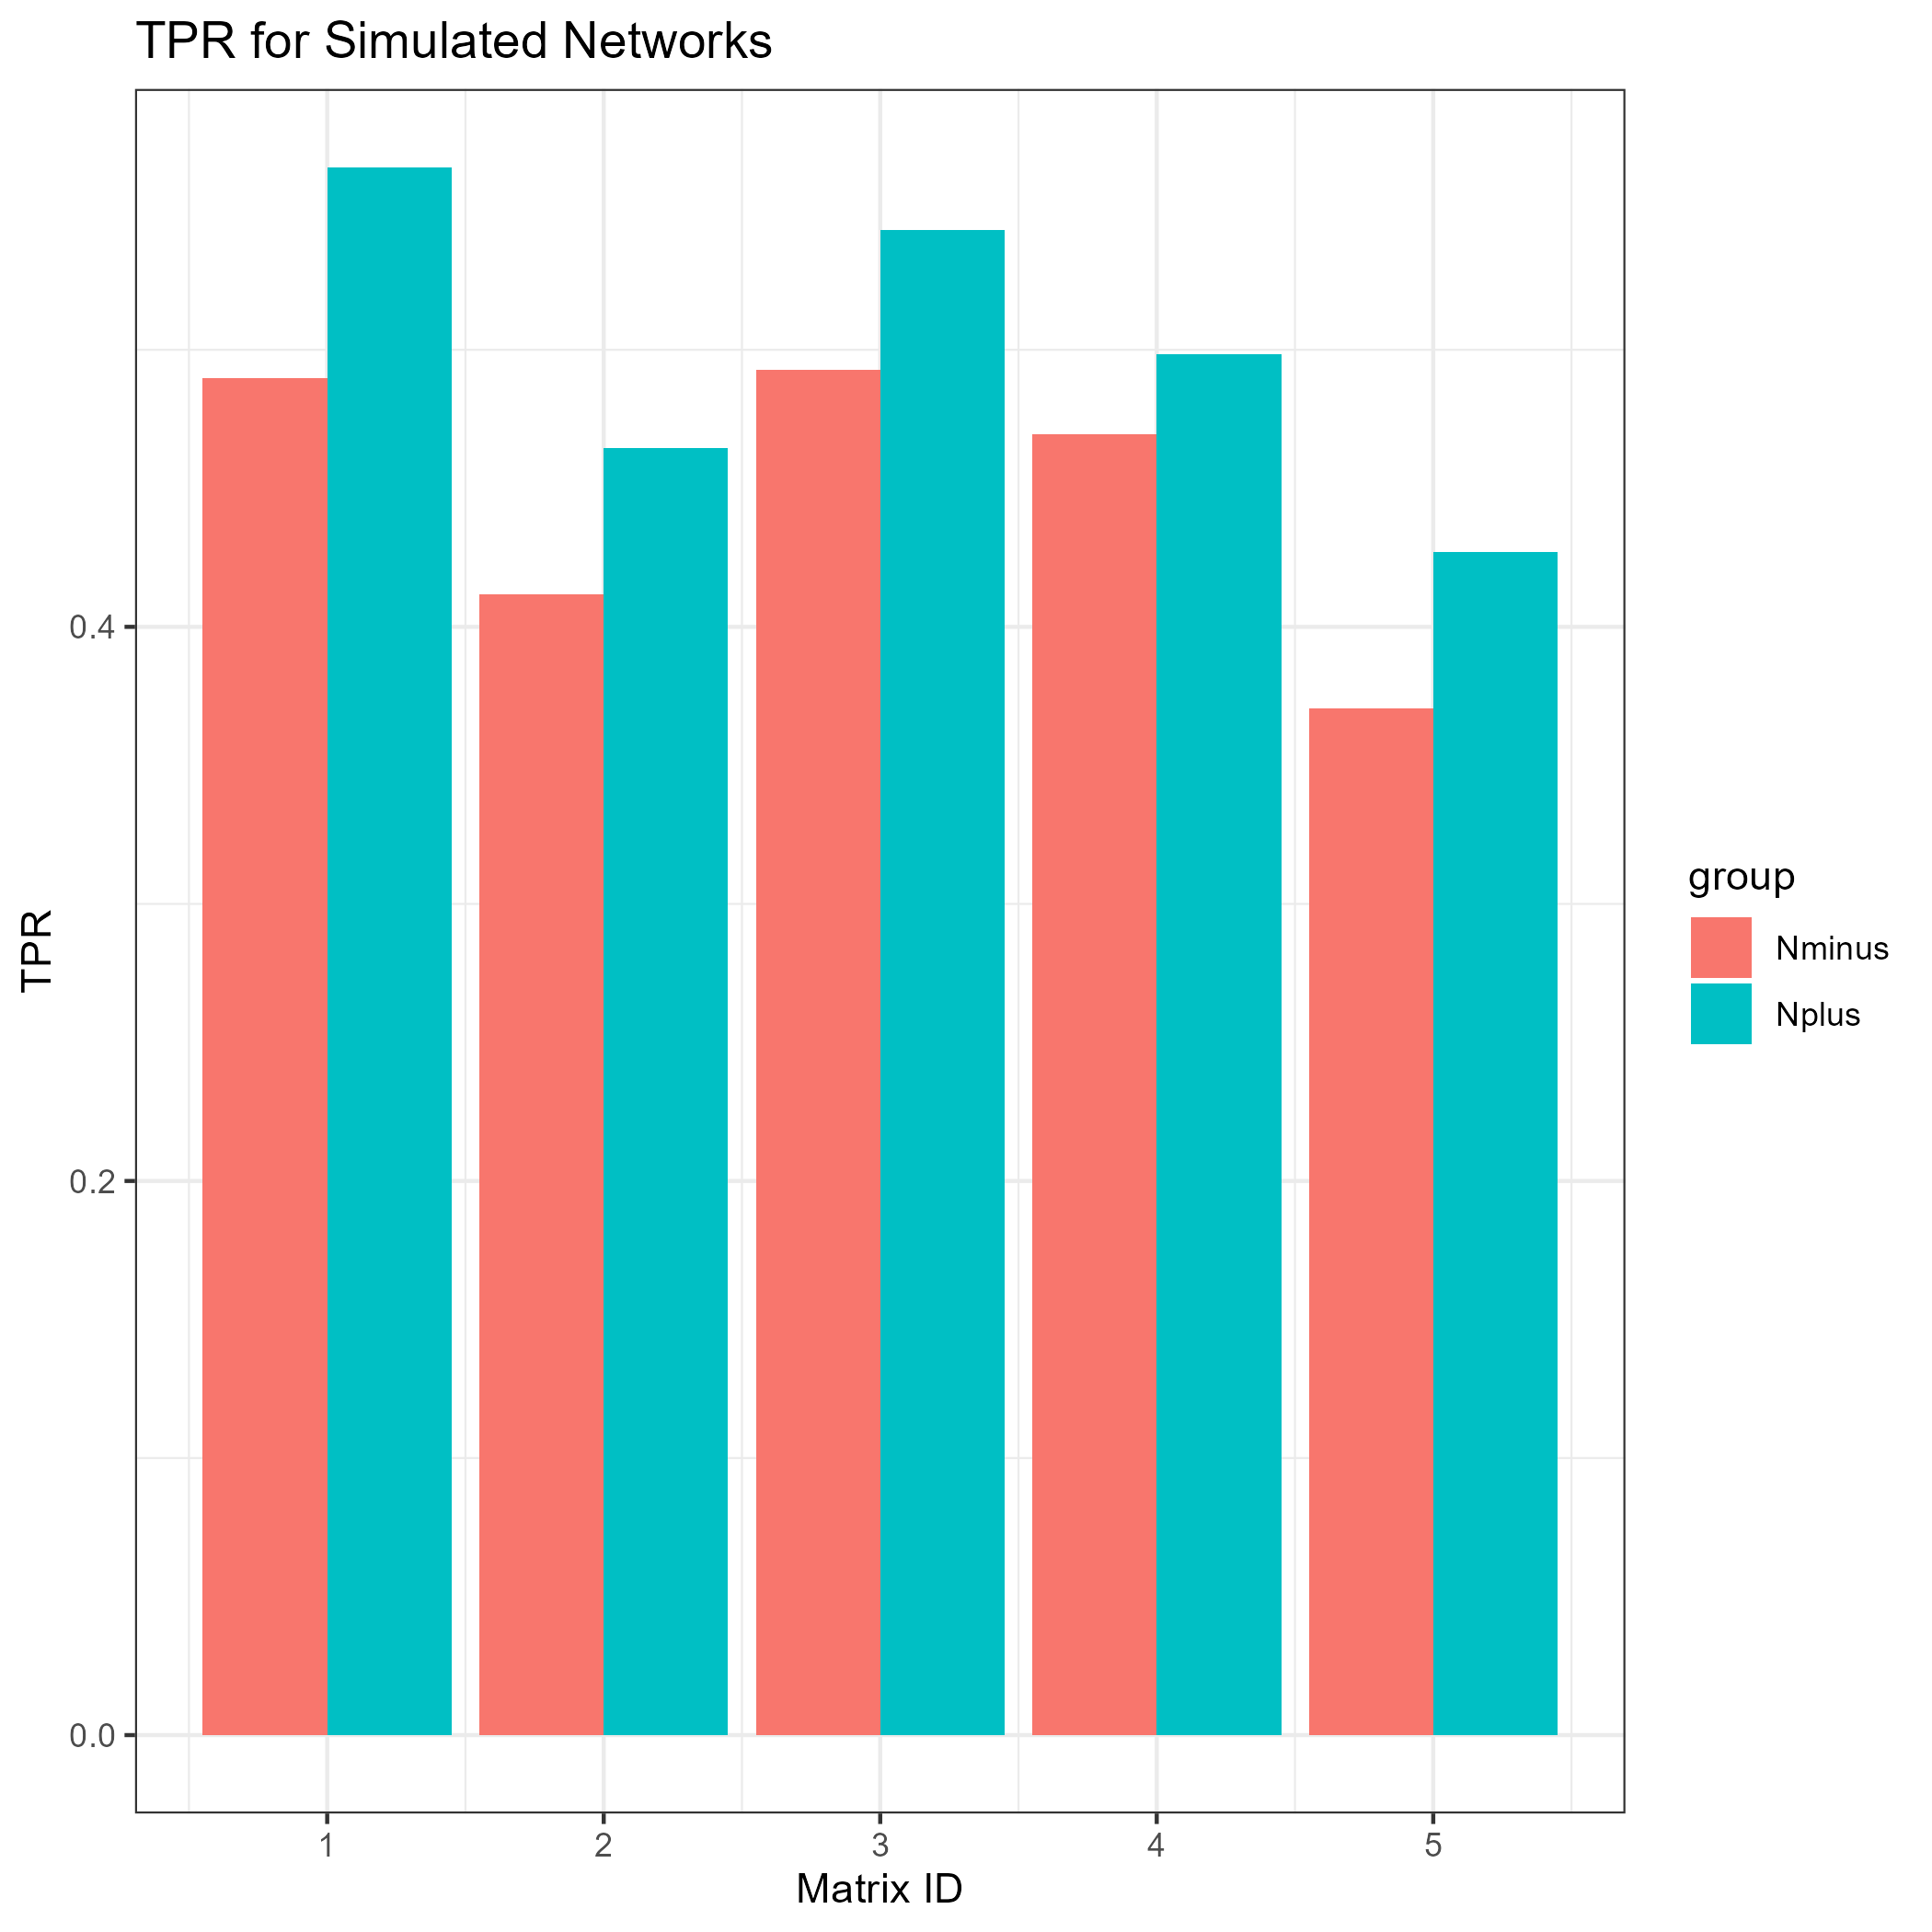 TPR for Simulated Networks
TPR
0.4
0.2
0.0
1 2 3 4 5
Matrix ID
group
Nminus
Nplus